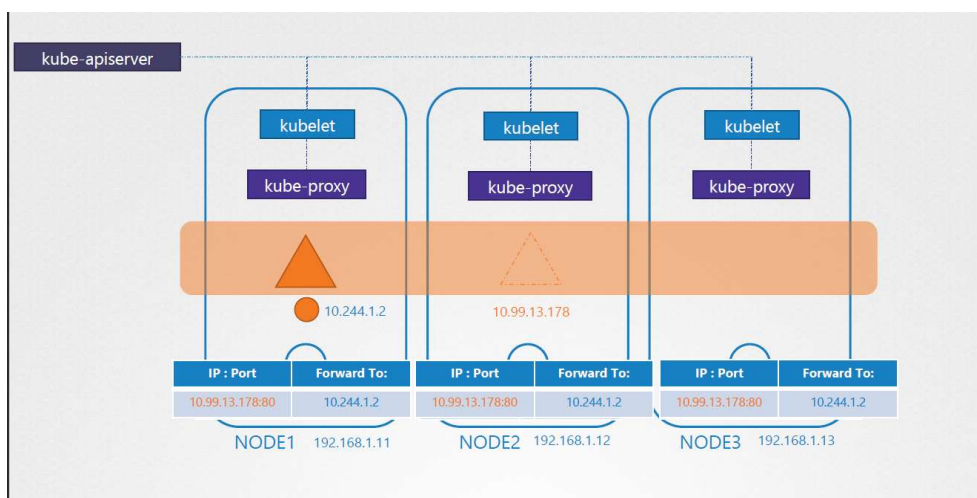 kube-apiserver
kubelet kubelet kubelet
kube-proxy kube-proxy kube-proxy
10.244.1.2 10.99.13.178
IP : Port Forward To: IP : Port Forward To: IP : Port Forward To:
10.99.13.178:80 10.244.1.2 10.99.13.178:80 10.244.1.2 10.99.13.178:80 10.244.1.2
NODE1 192.168.1.11 NODE2 192.168.1.12 NODE3 192.168.1.13